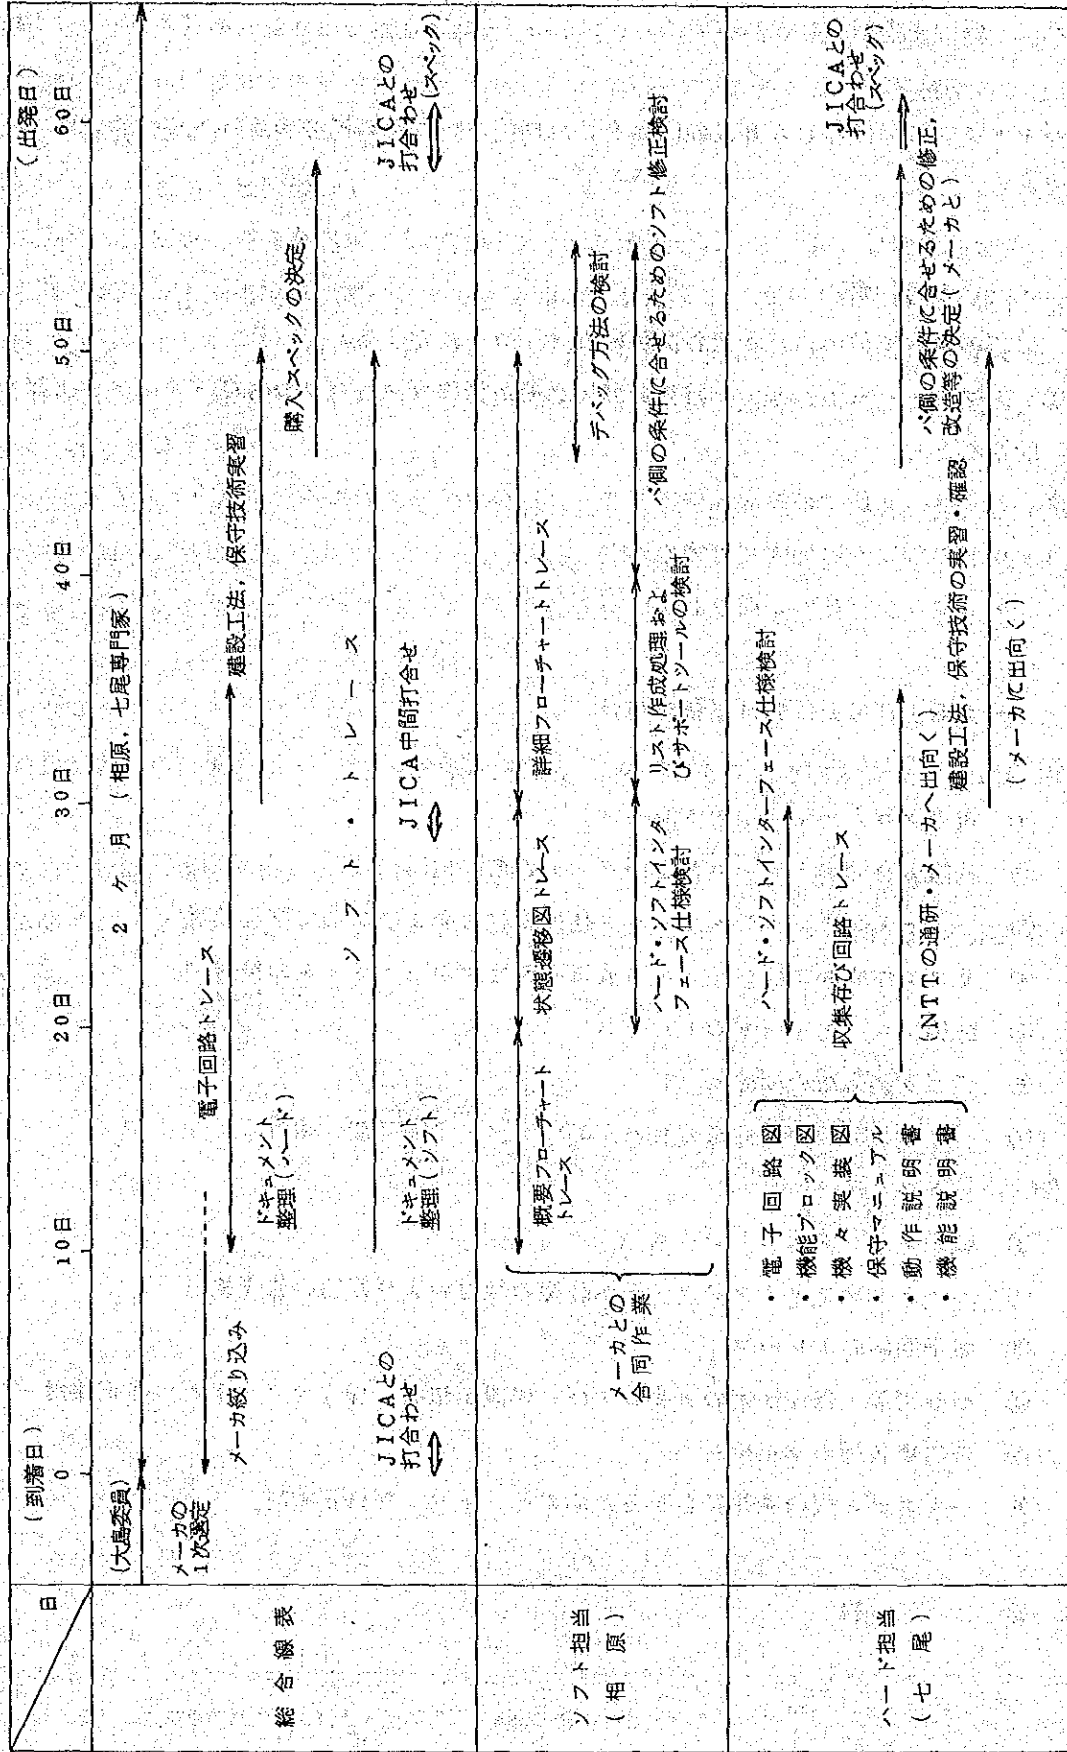 日
(到着日)
(出発日)
0
10日
20日
30日
40日
50日
60日
総合線表
(大島委員)
2ヶ月(相原,七尾専門家)
メーカの
1次選定
メーカ絞り込み
電子回路トレース
ドキュメント
整理(ハード)
建設工法,保守技術実習
購入スペックの決定
ソフト・トレース
ドキュメント
整理(ソフト)
JICAとの
打合わせ
JICA中間打合せ
JICAとの
打合わせ
(スペック)
ソフト担当
(相原)
メーカとの
合同作業
概要フローチャート
トレース
状態遷移図トレース
詳細フローチャートトレース
デバッグ方法の検討
ハード・ソフトインタ
フェース仕様検討
リスト作成処理およ
びサポートツールの検討
パ側の条件に合せるためのソフト修正検討
ハード担当
(七尾)
・電子回路図
・機能ブロック図
・機々実装図
・保守マニュアル
・動作説明書
・機能説明書
ハード・ソフトインターフェース仕様検討
収集存び回路トレース
(NTTの通研・メーカへ出向く)
建設工法,保守技術の実習・確認
(メーカに出向く)
パ側の条件に合せるための修正,
改造等の決定(メーカと)
JICAとの
打合わせ
(スペック)